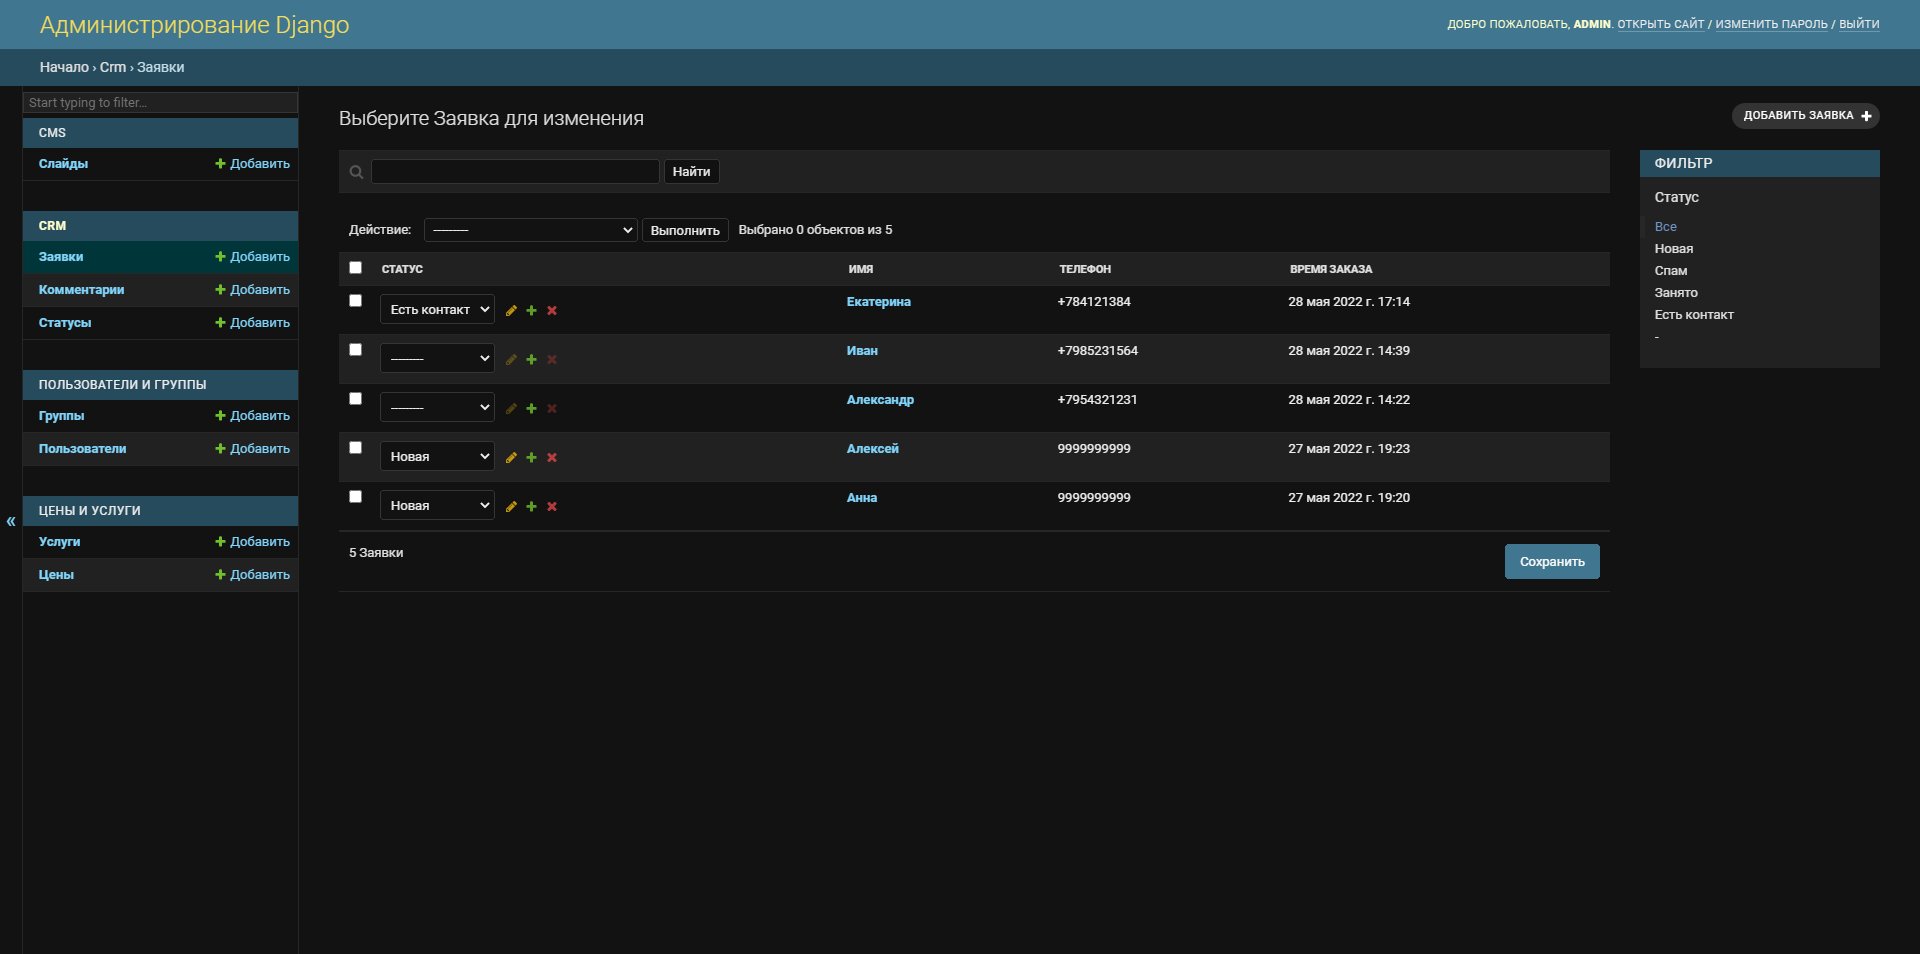 Администрирование Django
ДОБРО ПОЖАЛОВАТЬ, ADMIN. ОТКРЫТЬ САЙТ / ИЗМЕНИТЬ ПАРОЛЬ / ВЫЙТИ
Начало › Crm › Заявки
Start typing to filter...
CMS
Слайды Добавить
CRM
Заявки Добавить
Комментарии Добавить
Статусы Добавить
ПОЛЬЗОВАТЕЛИ И ГРУППЫ
Группы Добавить
Пользователи Добавить
ЦЕНЫ И УСЛУГИ
Услуги Добавить
Цены Добавить
«
Выберите Заявка для изменения
ДОБАВИТЬ ЗАЯВКА
Найти
Действие: --------- Выполнить Выбрано 0 объектов из 5
СТАТУС ИМЯ ТЕЛЕФОН ВРЕМЯ ЗАКАЗА
Есть контакт Екатерина +784121384 28 мая 2022 г. 17:14
--------- Иван +7985231564 28 мая 2022 г. 14:39
--------- Александр +7954321231 28 мая 2022 г. 14:22
Новая Алексей 9999999999 27 мая 2022 г. 19:23
Новая Анна 9999999999 27 мая 2022 г. 19:20
5 Заявки
Сохранить
ФИЛЬТР
Статус
Все
Новая
Спам
Занято
Есть контакт
-